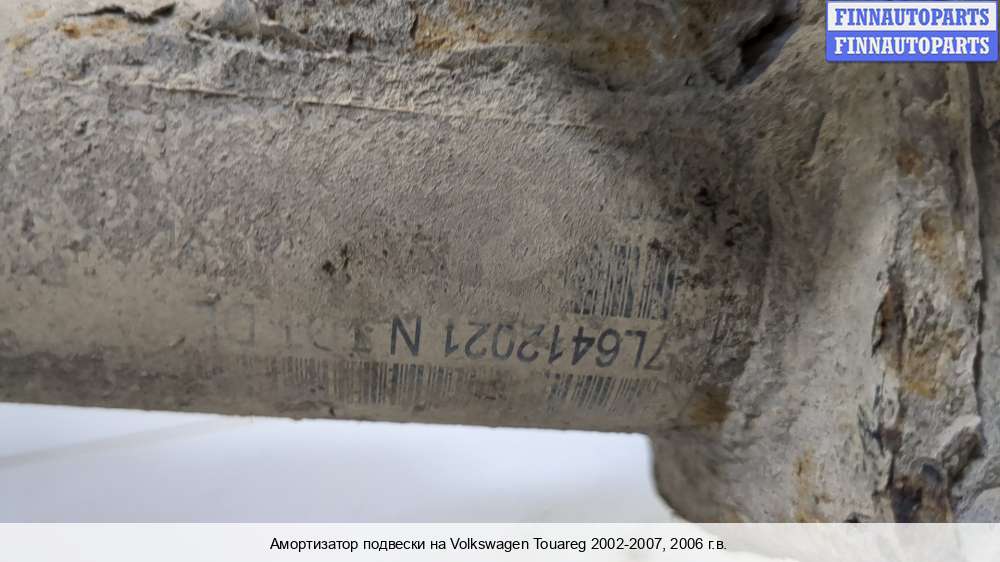 FINNAUTOPARTS
FINNAUTOPARTS
7L6412021 N
Амортизатор подвески на Volkswagen Touareg 2002-2007, 2006 г.в.